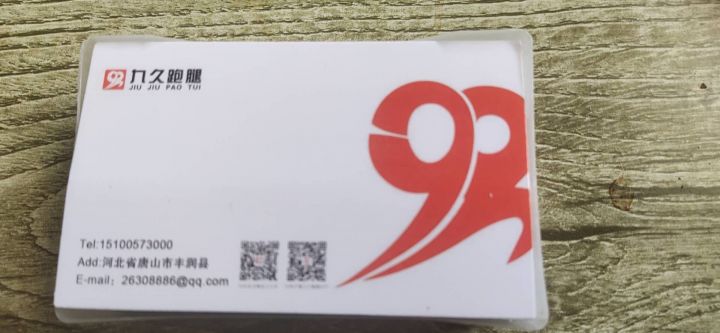 九久跑腿
JIU JIU PAO TUI
Tel:15100573000
Add:河北省唐山市丰润县
E-mail：26308886@qq.com